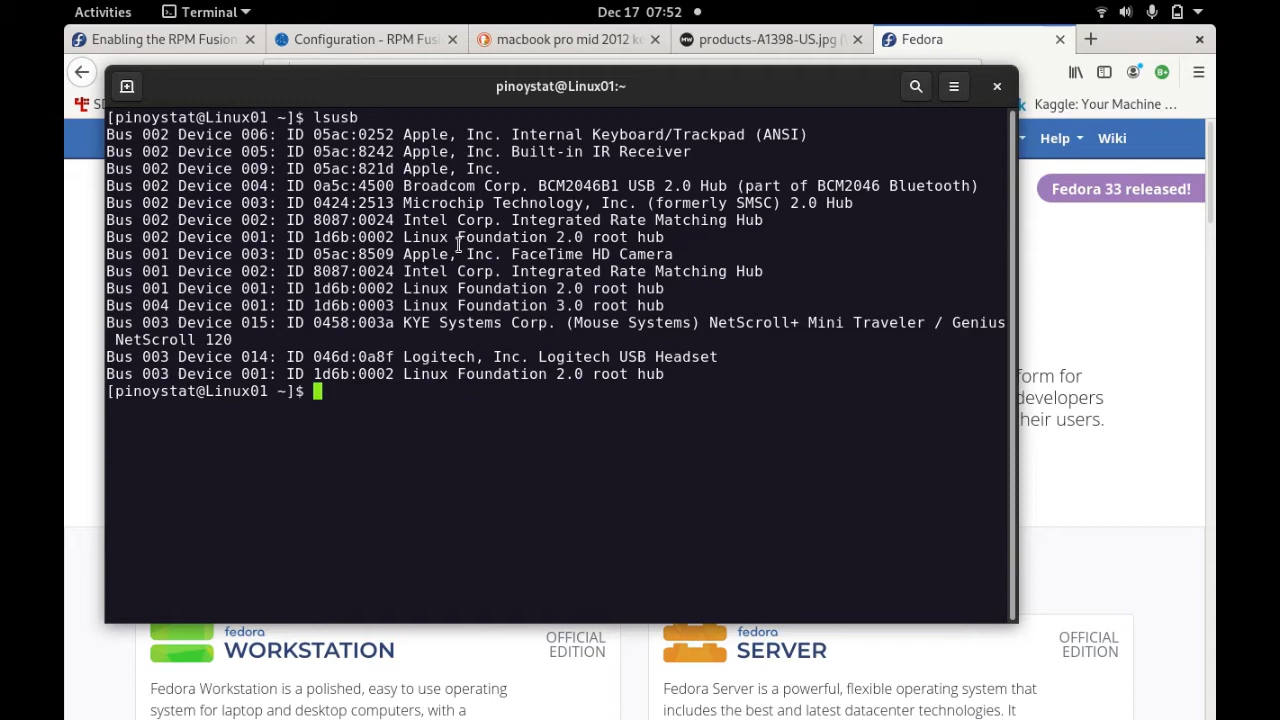 Activities Terminal Dec 17 07:52
Enabling the RPM Fusion Configuration - RPM Fusi macbook pro mid 2012 k products-A1398-US.jpg ( Fedora
pinoystat@Linux01:~
SD Kaggle: Your Machine …
Help Wiki
[pinoystat@Linux01 ~]$ lsusb
Bus 002 Device 006: ID 05ac:0252 Apple, Inc. Internal Keyboard/Trackpad (ANSI)
Bus 002 Device 005: ID 05ac:8242 Apple, Inc. Built-in IR Receiver
Bus 002 Device 009: ID 05ac:821d Apple, Inc.
Bus 002 Device 004: ID 0a5c:4500 Broadcom Corp. BCM2046B1 USB 2.0 Hub (part of BCM2046 Bluetooth)
Fedora 33 released!
Bus 002 Device 003: ID 0424:2513 Microchip Technology, Inc. (formerly SMSC) 2.0 Hub
Bus 002 Device 002: ID 8087:0024 Intel Corp. Integrated Rate Matching Hub
Bus 002 Device 001: ID 1d6b:0002 Linux Foundation 2.0 root hub
Bus 001 Device 003: ID 05ac:8509 Apple, Inc. FaceTime HD Camera
Bus 001 Device 002: ID 8087:0024 Intel Corp. Integrated Rate Matching Hub
Bus 001 Device 001: ID 1d6b:0002 Linux Foundation 2.0 root hub
Bus 004 Device 001: ID 1d6b:0003 Linux Foundation 3.0 root hub
Bus 003 Device 015: ID 0458:003a KYE Systems Corp. (Mouse Systems) NetScroll+ Mini Traveler / Genius
NetScroll 120
Bus 003 Device 014: ID 046d:0a8f Logitech, Inc. Logitech USB Headset
Bus 003 Device 001: ID 1d6b:0002 Linux Foundation 2.0 root hub
[pinoystat@Linux01 ~]$
form for
developers
heir users.
fedora
WORKSTATION
OFFICIAL
EDITION
fedora
SERVER
OFFICIAL
EDITION
Fedora Workstation is a polished, easy to use operating
system for laptop and desktop computers, with a
Fedora Server is a powerful, flexible operating system that
includes the best and latest datacenter technologies. It